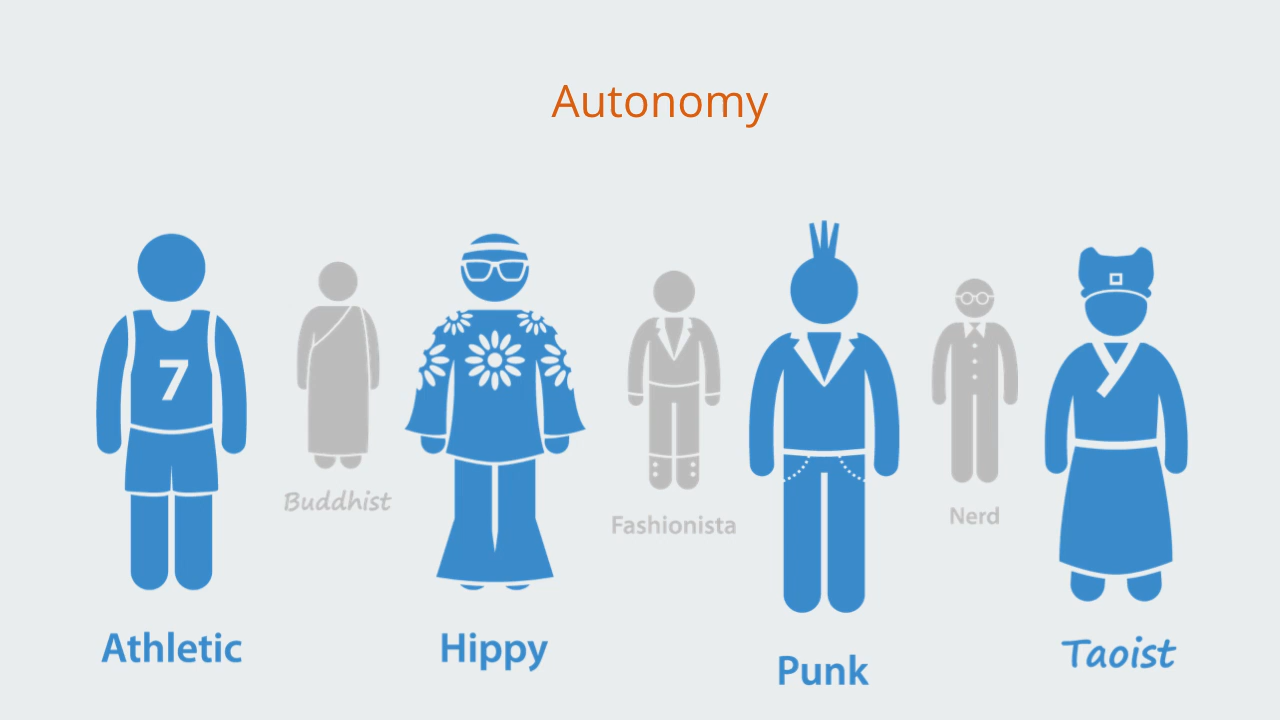 Autonomy
7
Buddhist
Fashionista
Nerd
Athletic
Hippy
Punk
Taoist